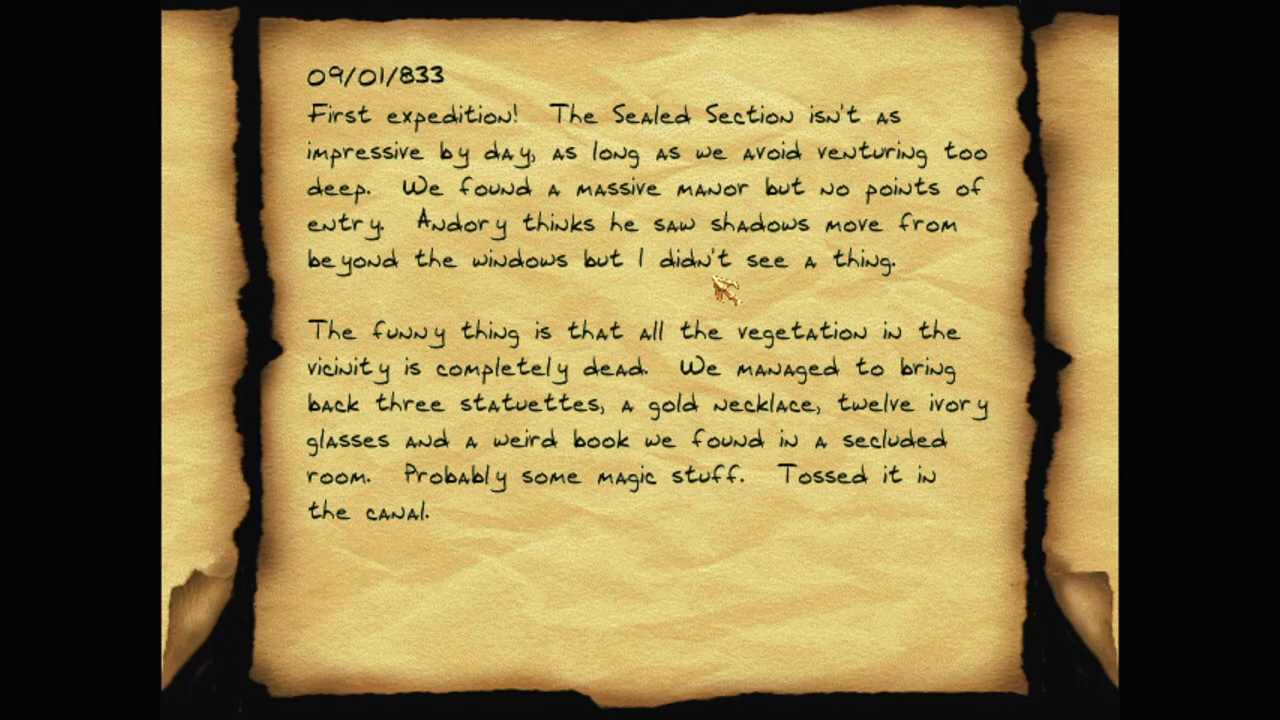 09/01/833
First expedition! The Sealed Section isn't as
impressive by day, as long as we avoid venturing too
deep. We found a massive manor but no points of
entry. Andory thinks he saw shadows move from
beyond the windows but I didn't see a thing.
The funny thing is that all the vegetation in the
vicinity is completely dead. We managed to bring
back three statuettes, a gold necklace, twelve ivory
glasses and a weird book we found in a secluded
room. Probably some magic stuff. Tossed it in
the canal.